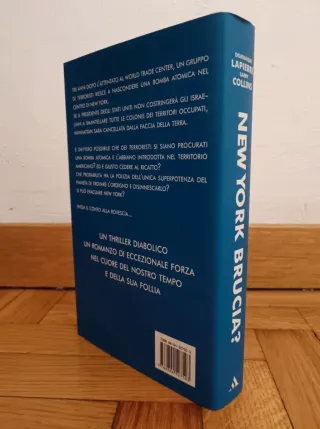 TRE ANNI DOPO L'ATTENTATO AL WORLD TRADE CENTER, UN GRUPPO
DI TERRORISTI RIESCE A NASCONDERE UNA BOMBA ATOMICA NEL
CENTRO DI NEW YORK.
SE IL PRESIDENTE DEGLI STATI UNITI NON COSTRINGERÀ GLI ISRAE-
LIANI A SMANTELLARE TUTTE LE COLONIE DEI TERRITORI OCCUPATI,
MANHATTAN SARÀ CANCELLATA DALLA FACCIA DELLA TERRA.
È DAVVERO POSSIBILE CHE DEI TERRORISTI SI SIANO PROCURATI
UNA BOMBA ATOMICA E L'ABBIANO INTRODOTTA NEL TERRITORIO
AMERICANO? ED È GIUSTO CEDERE AL RICATTO?
CHE PROBABILITÀ HA LA POLIZIA DELL'UNICA SUPERPOTENZA DEL
PIANETA DI TROVARE L'ORDIGNO E DISINNESCARLO?
SI PUÒ EVACUARE NEW YORK?
INIZIA IL CONTO ALLA ROVESCIA...
UN THRILLER DIABOLICO
UN ROMANZO DI ECCEZIONALE FORZA
NEL CUORE DEL NOSTRO TEMPO
E DELLA SUA FOLLIA
DOMINIQUE
LAPIERRE
LARRY
COLLINS
NEW YORK BRUCIA?